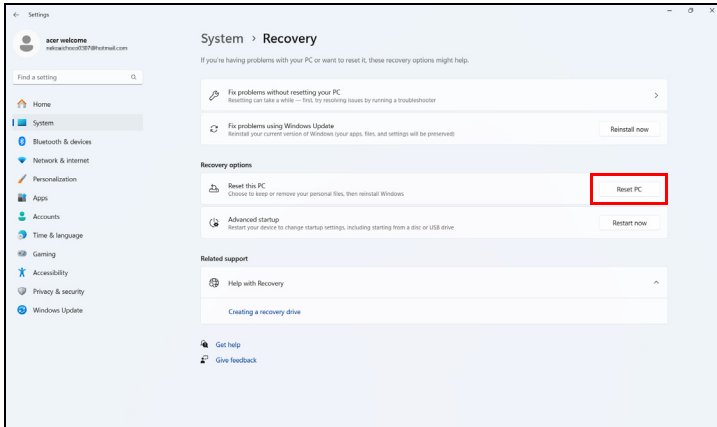 Settings
acer welcome
nekoaichoco0307@hotmail.com
Find a setting
Home
System
Bluetooth & devices
Network & internet
Personalization
Apps
Accounts
Time & language
Gaming
Accessibility
Privacy & security
Windows Update
System > Recovery
If you're having problems with your PC or want to reset it, these recovery options might help.
Fix problems without resetting your PC
Resetting can take a while — first, try resolving issues by running a troubleshooter
Fix problems using Windows Update
Reinstall your current version of Windows (your apps, files, and settings will be preserved)
Reinstall now
Recovery options
Reset this PC
Choose to keep or remove your personal files, then reinstall Windows
Reset PC
Advanced startup
Restart your device to change startup settings, including starting from a disc or USB drive
Restart now
Related support
Help with Recovery
Creating a recovery drive
Get help
Give feedback